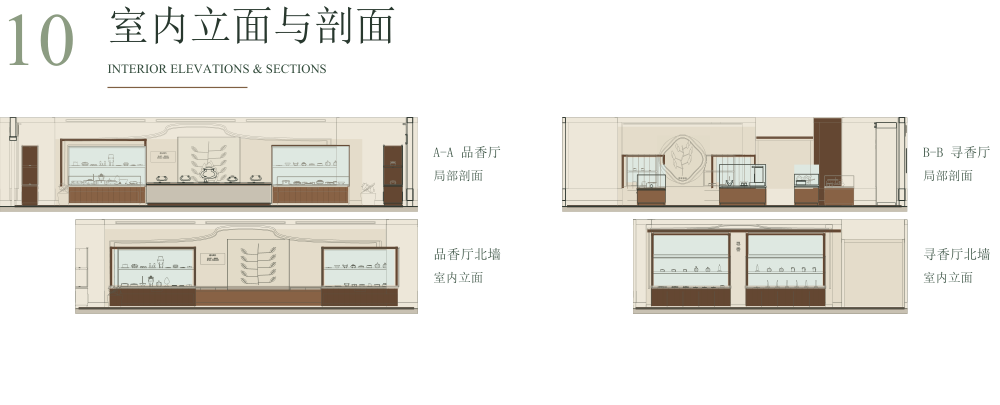 10
室内立面与剖面
INTERIOR ELEVATIONS & SECTIONS
A-A 品香厅
局部剖面
B-B 寻香厅
局部剖面
品香厅北墙
室内立面
寻香厅北墙
室内立面